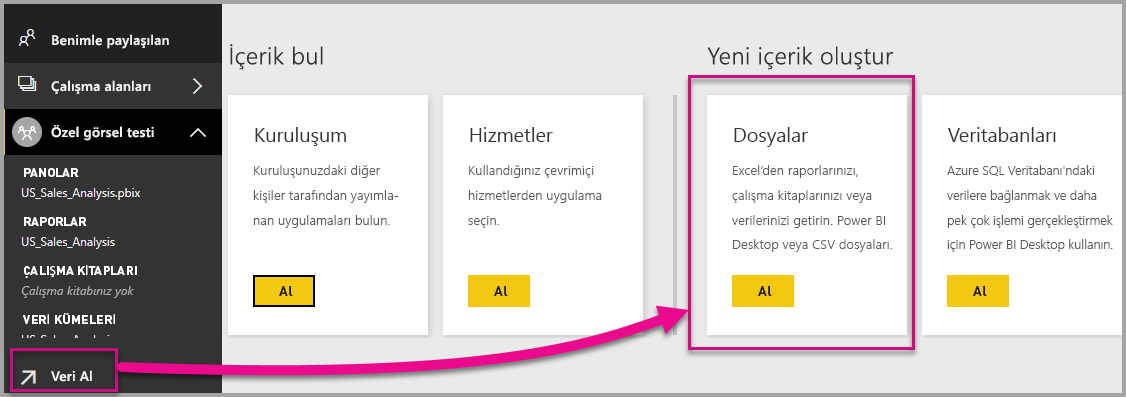 Benimle paylaşılan
Çalışma alanları
Özel görsel testi
PANOLAR
US_Sales_Analysis.pbix
RAPORLAR
US_Sales_Analysis
ÇALIŞMA KİTAPLARI
Çalışma kitabınız yok
VERİ KÜMELERİ
US_Sales_Analysis
Veri Al
İçerik bul
Kuruluşum
Kuruluşunuzdaki diğer
kişiler tarafından yayımla-
nan uygulamaları bulun.
Al
Hizmetler
Kullandığınız çevrimiçi
hizmetlerden uygulama
seçin.
Al
Yeni içerik oluştur
Dosyalar
Excel'den raporlarınızı,
çalışma kitaplarınızı veya
verilerinizi getirin. Power BI
Desktop veya CSV dosyaları.
Al
Veritabanları
Azure SQL Veritabanı'ndaki
verilere bağlanmak ve daha
pek çok işlemi gerçekleştirmek
için Power BI Desktop kullanın.
Al